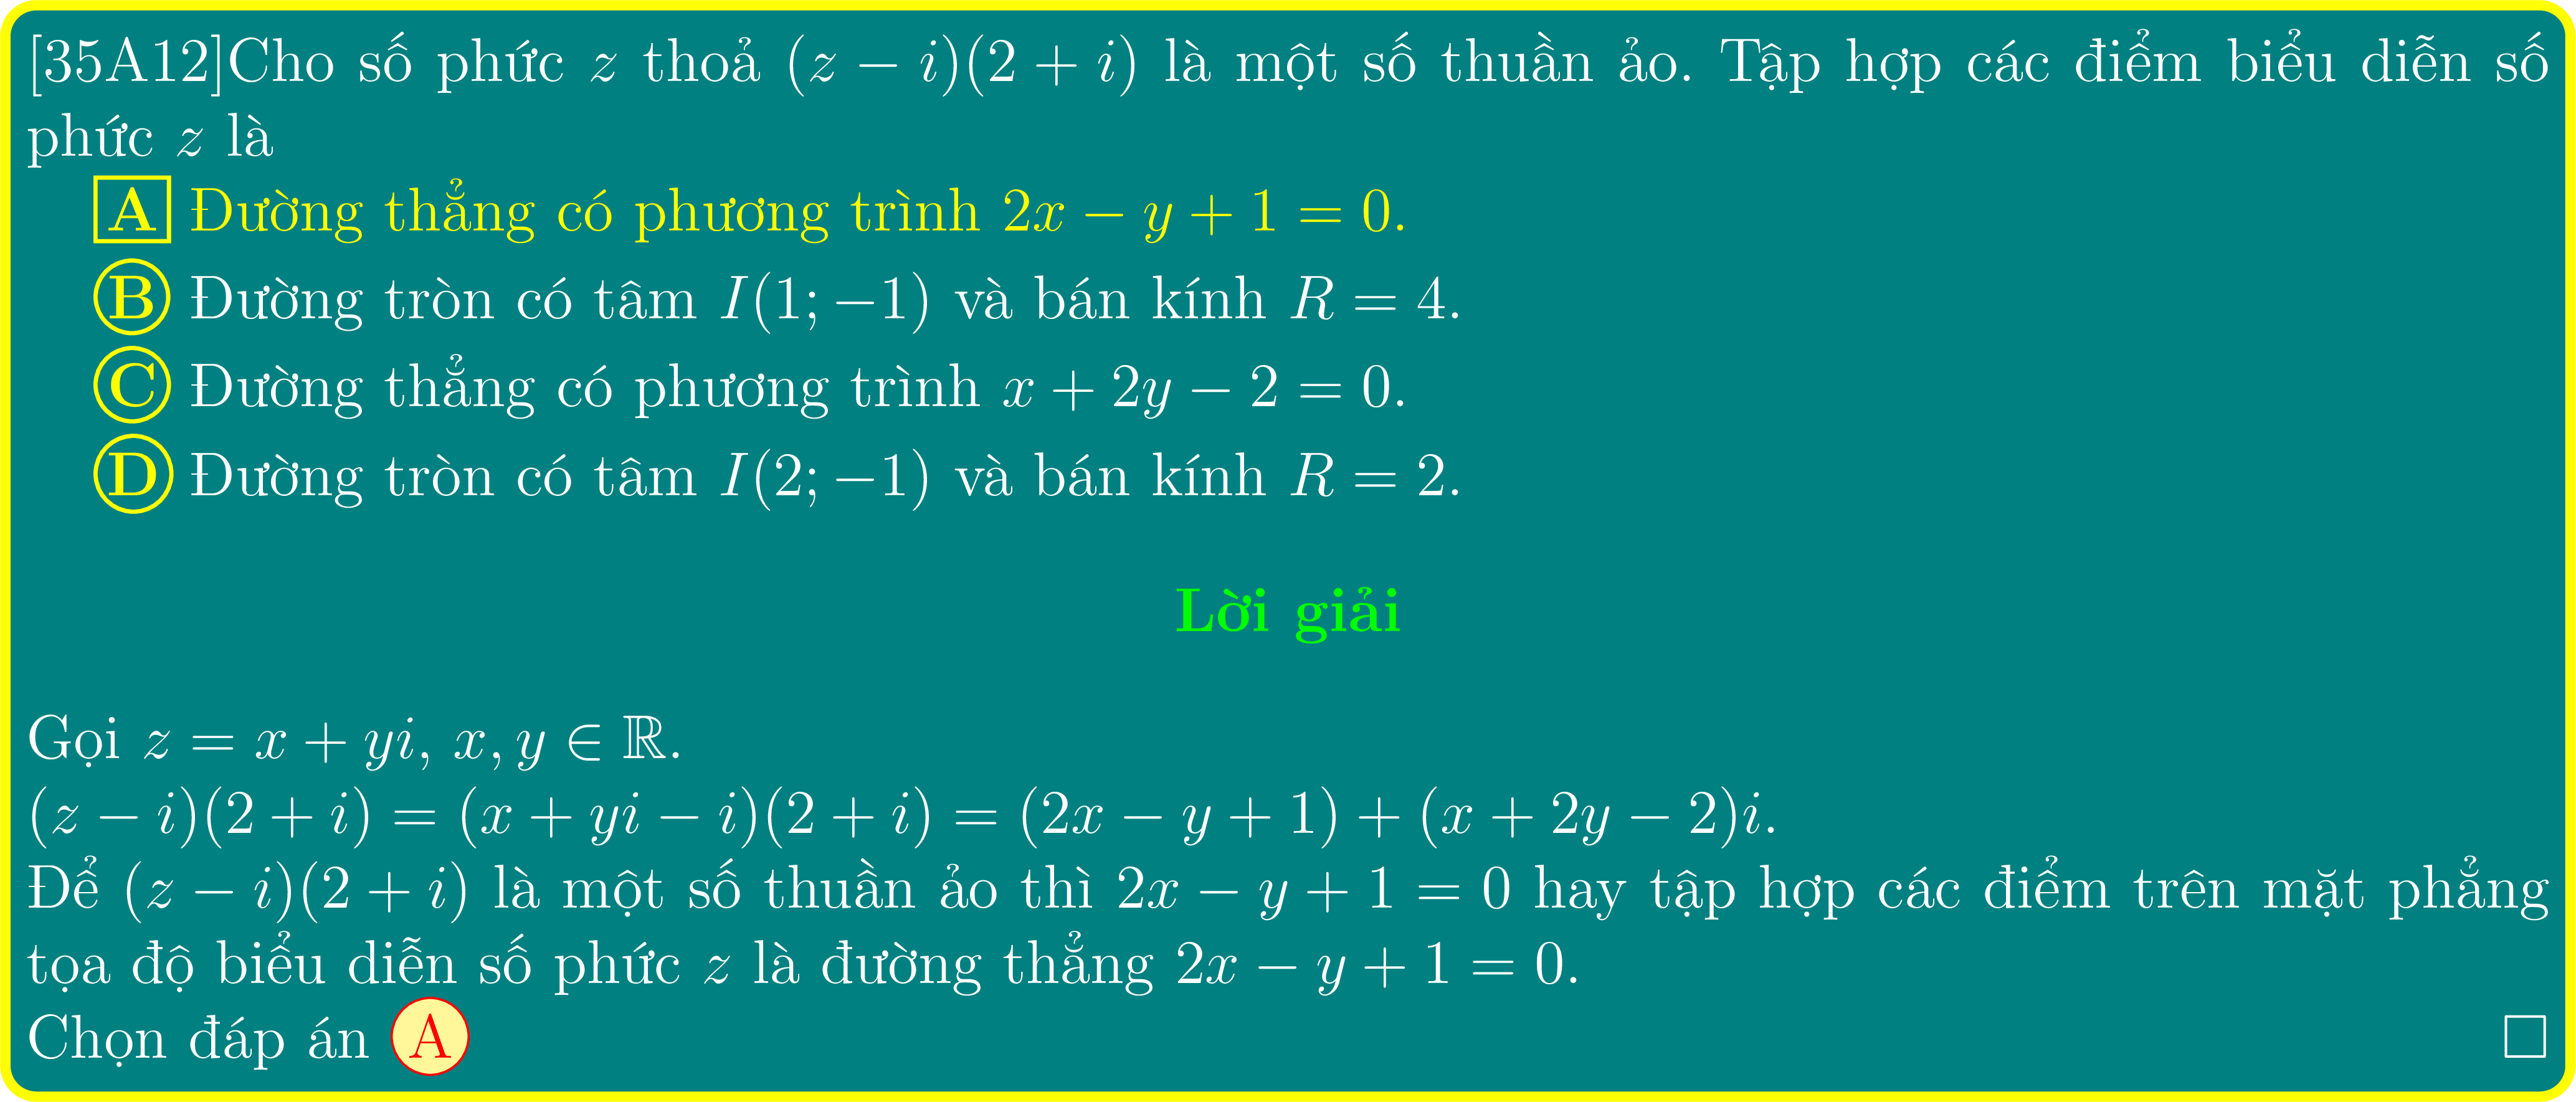 [35A12]Cho số phức z thoả (z − i)(2 + i) là một số thuần ảo. Tập hợp các điểm biểu diễn số
phức z là
A Đường thẳng có phương trình 2x − y + 1 = 0.
B Đường tròn có tâm I(1; −1) và bán kính R = 4.
C Đường thẳng có phương trình x + 2y − 2 = 0.
D Đường tròn có tâm I(2; −1) và bán kính R = 2.
Lời giải
Gọi z = x + yi, x, y ∈ ℝ.
(z − i)(2 + i) = (x + yi − i)(2 + i) = (2x − y + 1) + (x + 2y − 2)i.
Để (z − i)(2 + i) là một số thuần ảo thì 2x − y + 1 = 0 hay tập hợp các điểm trên mặt phẳng
tọa độ biểu diễn số phức z là đường thẳng 2x − y + 1 = 0.
Chọn đáp án A □